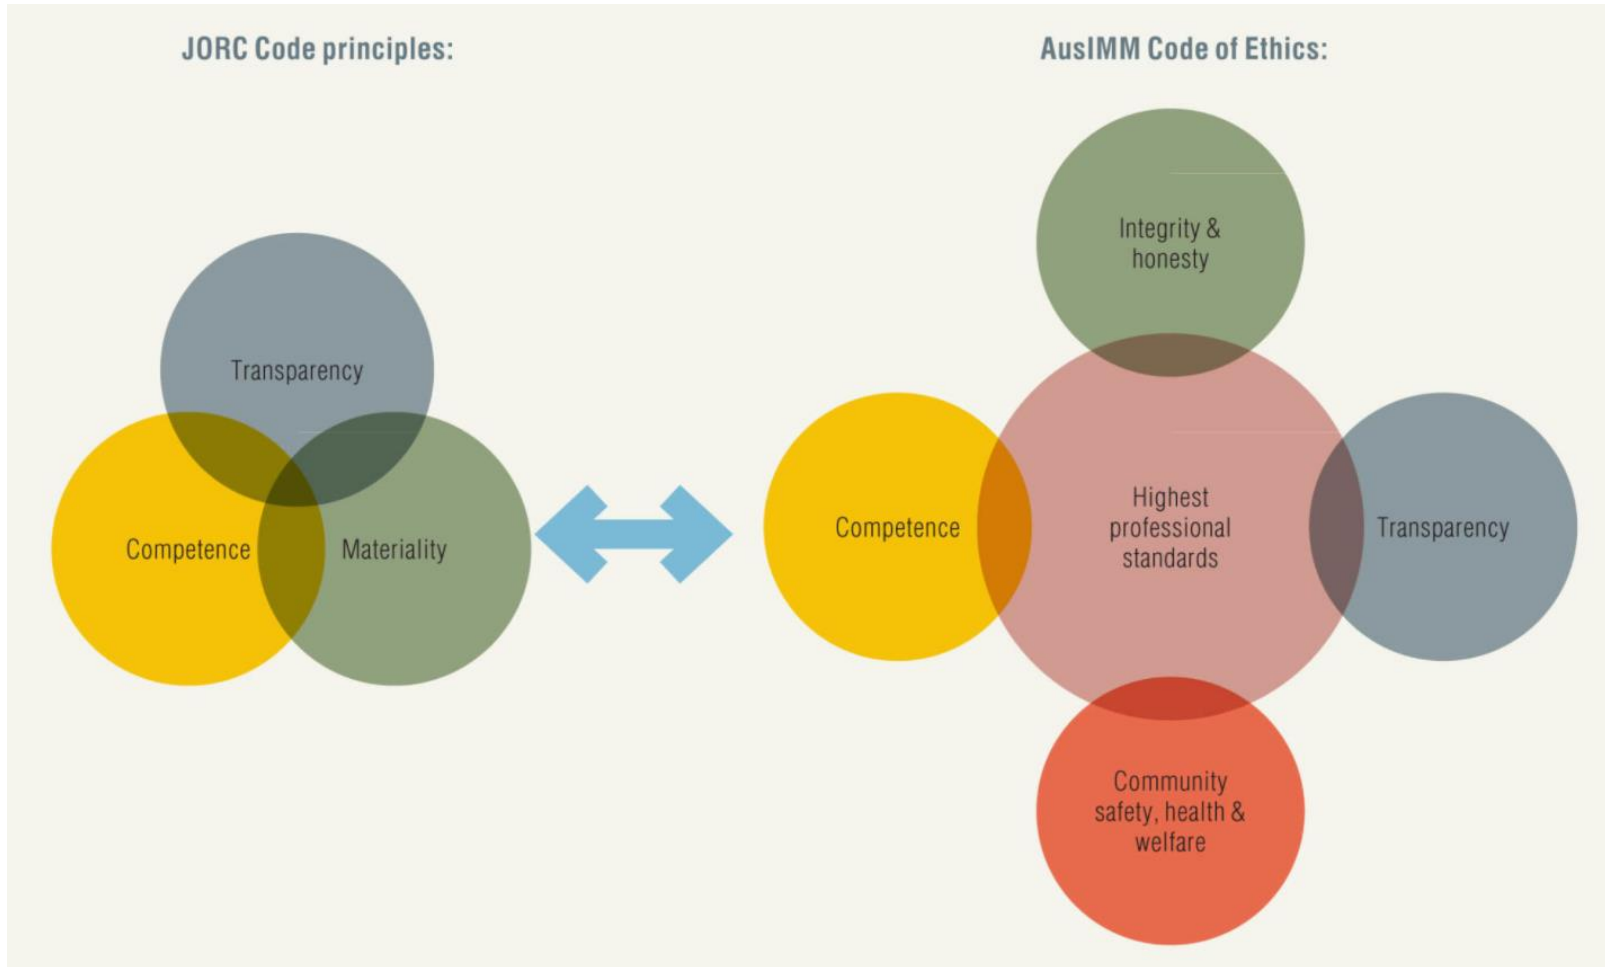 JORC Code principles:
Transparency
Competence
Materiality
AusIMM Code of Ethics:
Integrity &
honesty
Competence
Highest
professional
standards
Transparency
Community
safety, health &
welfare